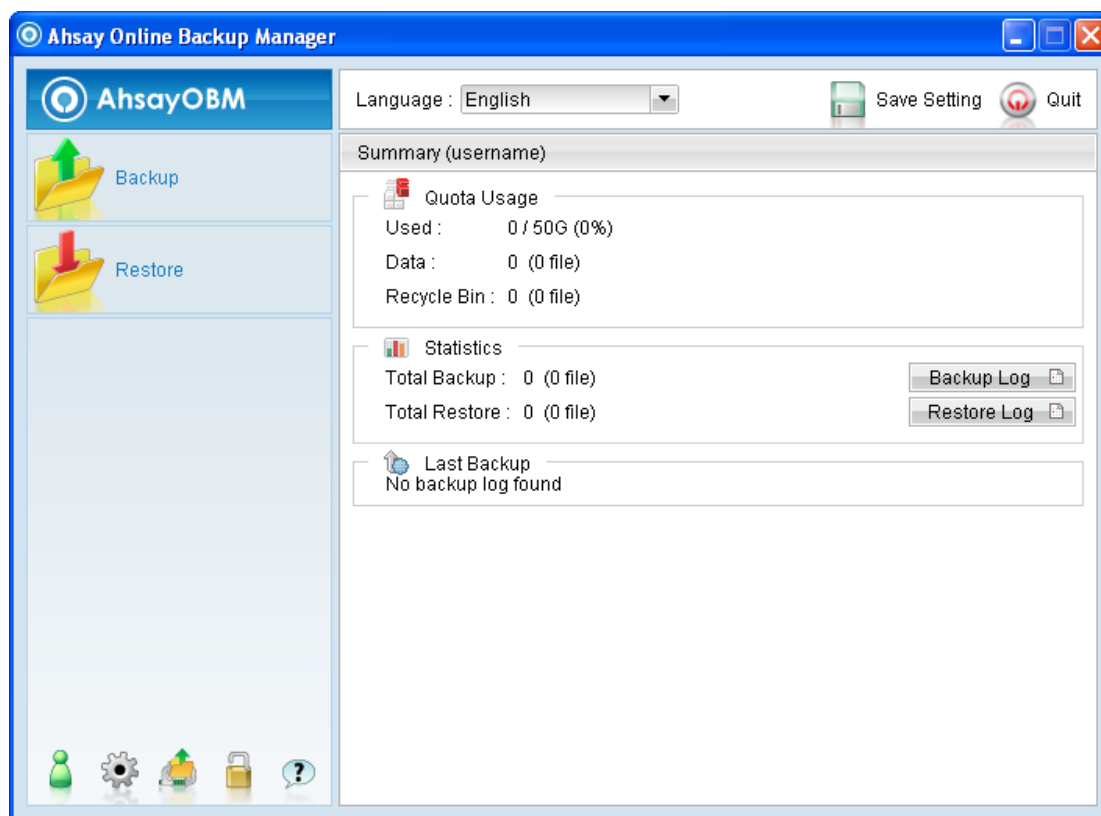 Ahsay Online Backup Manager
AhsayOBM
Language : English
Save Setting
Quit
Backup
Restore
Summary (username)
Quota Usage
Used : 0 / 50G (0%)
Data : 0 (0 file)
Recycle Bin : 0 (0 file)
Statistics
Total Backup : 0 (0 file)
Backup Log
Total Restore : 0 (0 file)
Restore Log
Last Backup
No backup log found
?